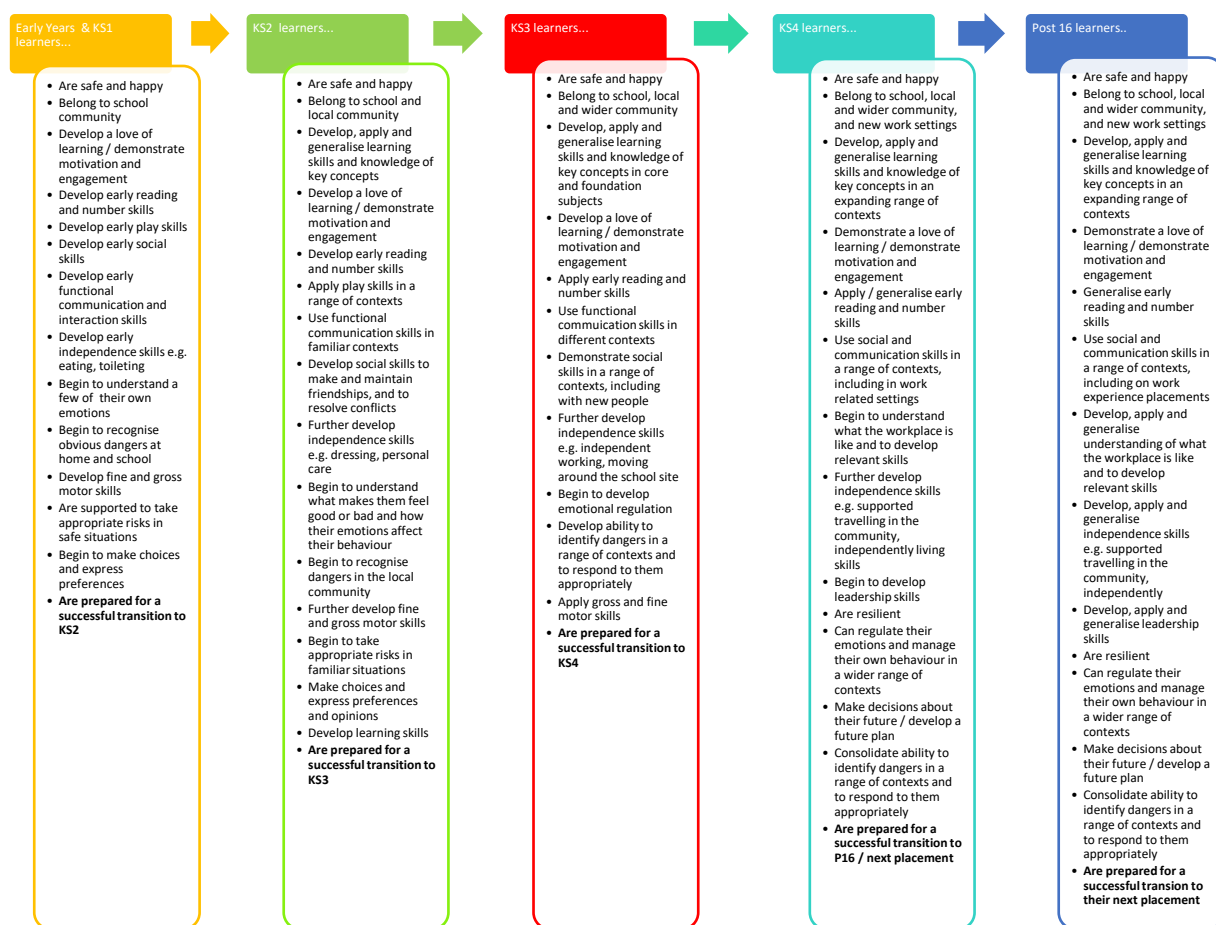 Early Years  & KS1
learners...
• Are safe and happy
• Belong to school
community
• Develop a love of
learning / demonstrate
motivation and
engagement
• Develop early reading
and number skills
• Develop early play skills
• Develop early social
skills
• Develop early
functional
communication and
interaction skills
• Develop early
independence skills e.g.
eating, toileting
• Begin to understand a
few of  their own
emotions
• Begin to recognise
obvious dangers at
home and school
• Develop fine and gross
motor skills
• Are supported to take
appropriate risks in
safe situations
• Begin to make choices
and express
preferences
• Are prepared for a
successful transition to
KS2
KS2  learners...
• Are safe and happy
• Belong to school and
local community
• Develop, apply and
generalise learning
skills and knowledge of
key concepts
• Develop a love of
learning / demonstrate
motivation and
engagement
• Develop early reading
and number skills
• Apply play skills in a
range of contexts
• Use functional
communication skills in
familiar contexts
• Develop social skills to
make and maintain
friendships, and to
resolve conflicts
• Further develop
independence skills
e.g. dressing, personal
care
• Begin to understand
what makes them feel
good or bad and how
their emotions affect
their behaviour
• Begin to recognise
dangers in the local
community
• Further develop fine
and gross motor skills
• Begin to take
appropriate risks in
familiar situations
• Make choices and
express preferences
and opinions
• Develop learning skills
• Are prepared for a
successful transition to
KS3
KS3 learners...
• Are safe and happy
• Belong to school, local
and wider community
• Develop, apply and
generalise learning
skills and knowledge of
key concepts in core
and foundation
subjects
• Develop a love of
learning / demonstrate
motivation and
engagement
• Apply early reading and
number skills
• Use functional
commuication skills in
different contexts
• Demonstrate social
skills in a range of
contexts, including
with new people
• Further develop
independence skills
e.g. independent
working, moving
around the school site
• Begin to develop
emotional regulation
• Develop ability to
identify dangers in a
range of contexts and
to respond to them
appropriately
• Apply gross and fine
motor skills
• Are prepared for a
successful transition to
KS4
KS4 learners...
• Are safe and happy
• Belong to school, local
and wider community,
and new work settings
• Develop, apply and
generalise learning
skills and knowledge of
key concepts in an
expanding range of
contexts
• Demonstrate a love of
learning / demonstrate
motivation and
engagement
• Apply / generalise early
reading and number
skills
• Use social and
communication skills in
a range of contexts,
including in work
related settings
• Begin to understand
what the workplace is
like and to develop
relevant skills
• Further develop
independence skills
e.g. supported
travelling in the
community,
independently living
skills
• Begin to develop
leadership skills
• Are resilient
• Can regulate their
emotions and manage
their own behaviour in
a wider range of
contexts
• Make decisions about
their future / develop a
future plan
• Consolidate ability to
identify dangers in a
range of contexts and
to respond to them
appropriately
• Are prepared for a
successful transition to
P16 / next placement
Post 16 learners..
• Are safe and happy
• Belong to school, local
and wider community,
and new work settings
• Develop, apply and
generalise learning
skills and knowledge of
key concepts in an
expanding range of
contexts
• Demonstrate a love of
learning / demonstrate
motivation and
engagement
• Generalise early
reading and number
skills
• Use social and
communication skills in
a range of contexts,
including on work
experience placements
• Develop, apply and
generalise
understanding of what
the workplace is like
and to develop
relevant skills
• Develop, apply and
generalise
independence skills
e.g. supported
travelling in the
community,
independently
• Develop, apply and
generalise leadership
skills
• Are resilient
• Can regulate their
emotions and manage
their own behaviour in
a wider range of
contexts
• Make decisions about
their future / develop a
future plan
• Consolidate ability to
identify dangers in a
range of contexts and
to respond to them
appropriately
• Are prepared for a
successful transion to
their next placement